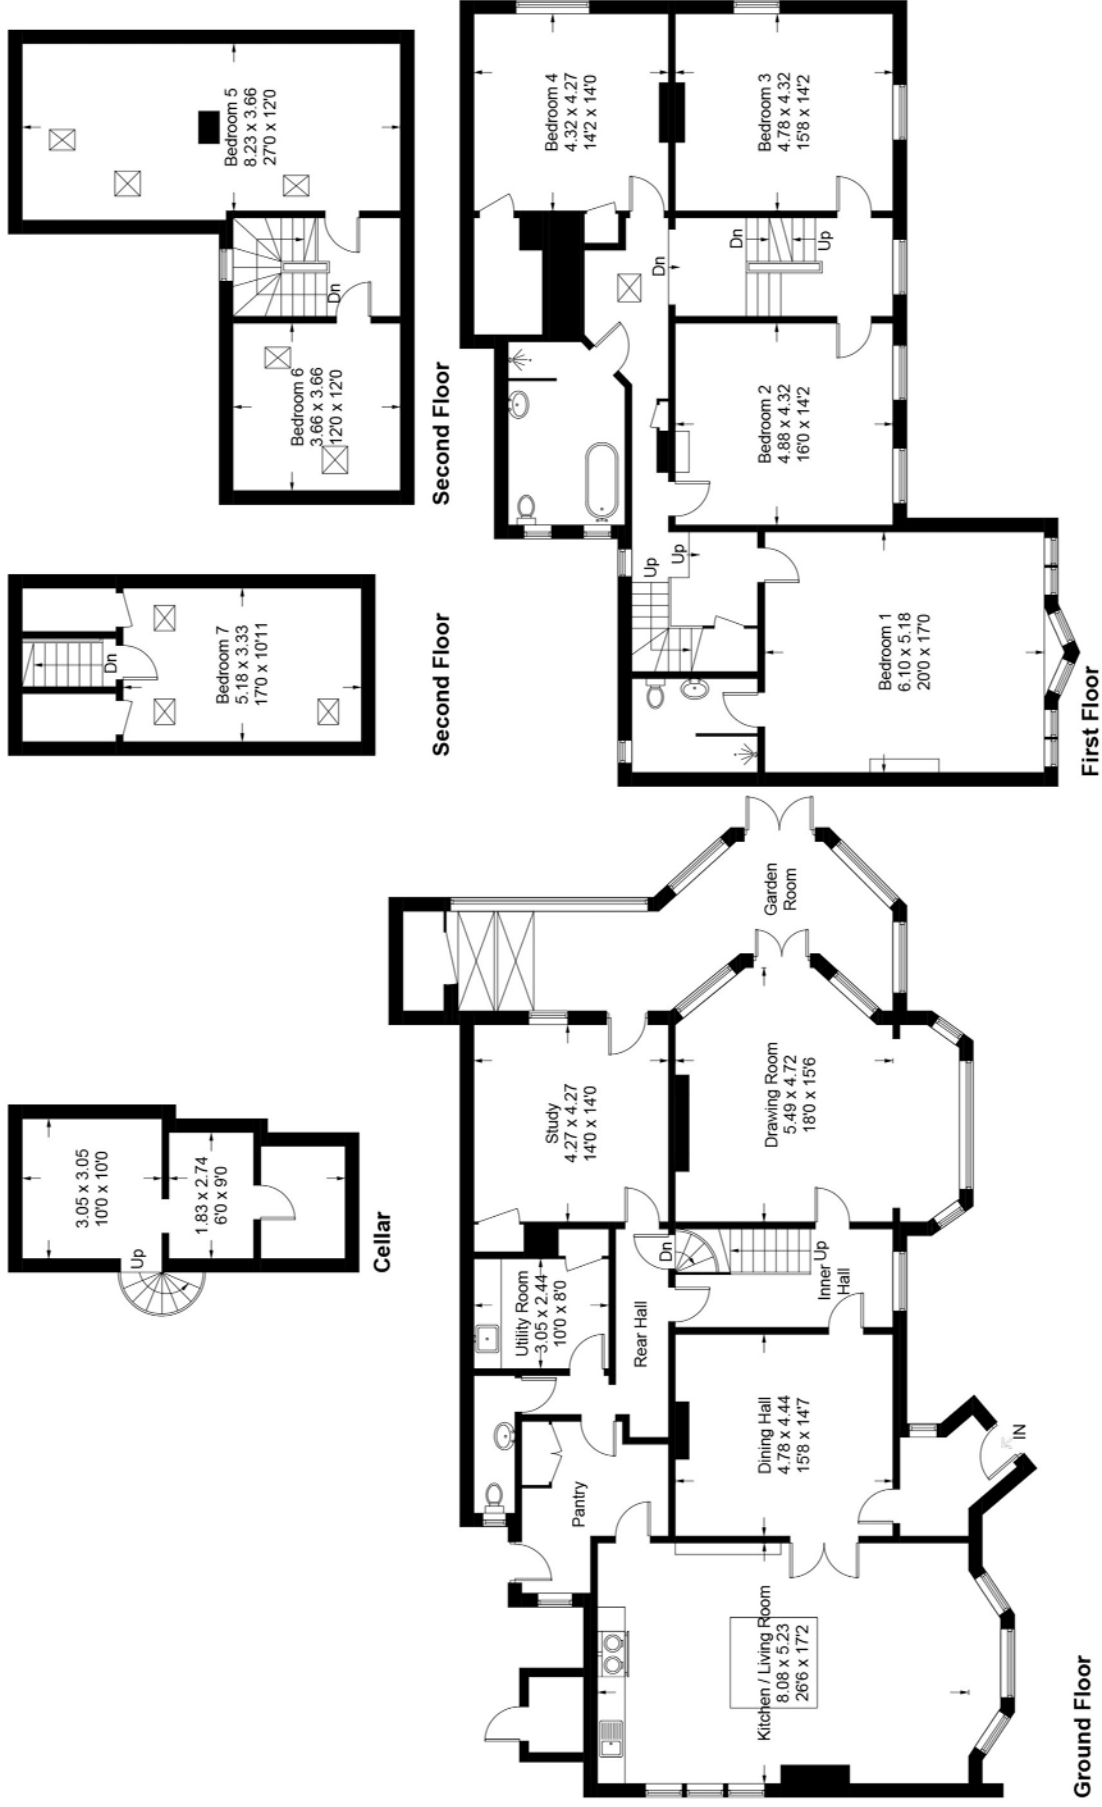 Cellar
3.05 x 3.05
10'0 x 10'0
1.83 x 2.74
6'0 x 9'0
Up
Second Floor
Bedroom 7
5.18 x 3.33
17'0 x 10'11
Dn
Second Floor
Bedroom 5
8.23 x 3.66
27'0 x 12'0
Bedroom 6
3.66 x 3.66
12'0 x 12'0
Dn
Ground Floor
Kitchen / Living Room
8.08 x 5.23
26'6 x 17'2
Pantry
Utility Room
3.05 x 2.44
10'0 x 8'0
Rear Hall
Study
4.27 x 4.27
14'0 x 14'0
Dining Hall
4.78 x 4.44
15'8 x 14'7
Inner
Hall
Dn
Up
Drawing Room
5.49 x 4.72
18'0 x 15'6
Garden
Room
IN
First Floor
Bedroom 1
6.10 x 5.18
20'0 x 17'0
Up
Up
Bedroom 2
4.88 x 4.32
16'0 x 14'2
Dn
Dn
Up
Bedroom 4
4.32 x 4.27
14'2 x 14'0
Bedroom 3
4.78 x 4.32
15'8 x 14'2